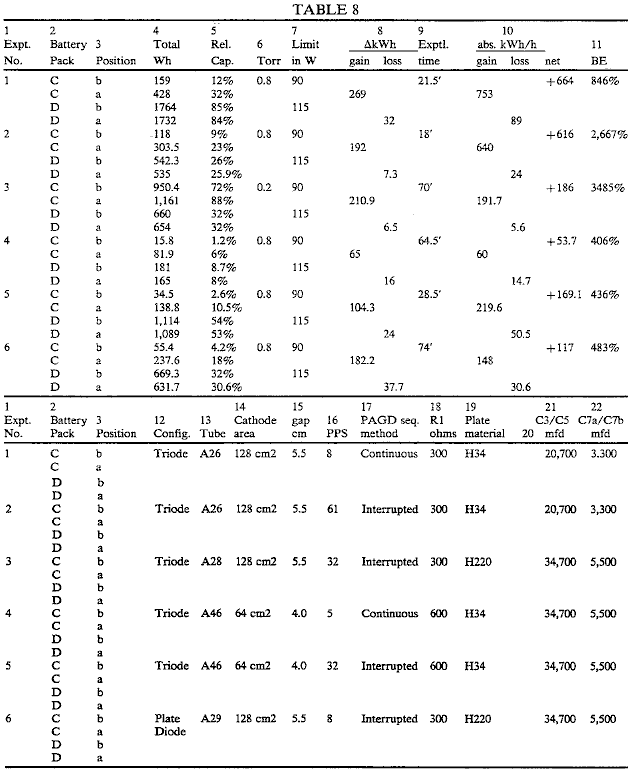 TABLE 8
1 2 4 5 7 8 9 10
Expt. Battery 3 Total Rel. 6 Limit ΔkWh Exptl. abs. kWh/h 11
No. Pack Position Wh Cap. Torr in W gain loss time gain loss net BE
1 C b 159 12% 0.8 90 21.5' +664 846%
C a 428 32% 269 753
D b 1764 85% 115
D a 1732 84% 32 89
2 C b 118 9% 0.8 90 18' +616 2,667%
C a 303.5 23% 192 640
D b 542.3 26% 115
D a 535 25.9% 7.3 24
3 C b 950.4 72% 0.2 90 70' +186 3485%
C a 1,161 88% 210.9 191.7
D b 660 32% 115
D a 654 32% 6.5 5.6
4 C b 15.8 1.2% 0.8 90 64.5' +53.7 406%
C a 81.9 6% 65 60
D b 181 8.7% 115
D a 165 8% 16 14.7
5 C b 34.5 2.6% 0.8 90 28.5' +169.1 436%
C a 138.8 10.5% 104.3 219.6
D b 1,114 54% 115
D a 1,089 53% 24 50.5
6 C b 55.4 4.2% 0.8 90 74' +117 483%
C a 237.6 18% 182.2 148
D b 669.3 32% 115
D a 631.7 30.6% 37.7 30.6
1 2 14 15 17 18 19 21 22
Expt. Battery 3 12 13 Cathode gap 16 PAGD seq. R1 Plate C3/C5 C7a/C7b
No. Pack Position Config. Tube area cm PPS method ohms material 20 mfd mfd
1 C b Triode A26 128 cm2 5.5 8 Continuous 300 H34 20,700 3.300
C a
D b
D a
2 C b Triode A26 128 cm2 5.5 61 Interrupted 300 H34 20,700 3,300
C a
D b
D a
3 C b Triode A28 128 cm2 5.5 32 Interrupted 300 H220 34,700 5,500
C a
D b
D a
4 C b Triode A46 64 cm2 4.0 5 Continuous 600 H34 34,700 5,500
C a
D b
D a
5 C b Triode A46 64 cm2 4.0 32 Interrupted 600 H34 34,700 5,500
C a
D b
D a
6 C b Plate A29 128 cm2 5.5 8 Interrupted 300 H220 34,700 5,500
C a Diode
D b
D a